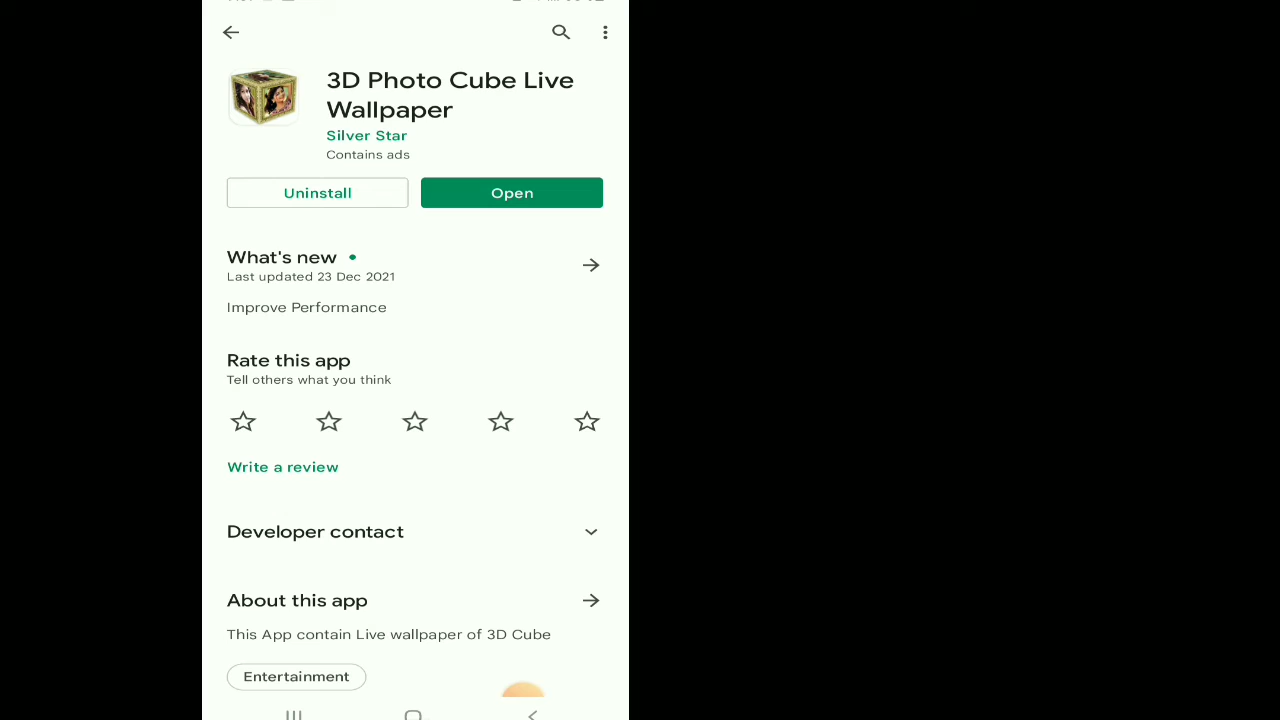 3D Photo Cube Live
Wallpaper
Silver Star
Contains ads
Uninstall
Open
What's new
Last updated 23 Dec 2021
Improve Performance
Rate this app
Tell others what you think
Write a review
Developer contact
About this app
This App contain Live wallpaper of 3D Cube
Entertainment